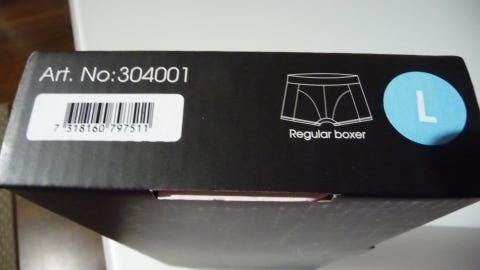 Art. No:304001
7 318160 797511
Regular boxer
L